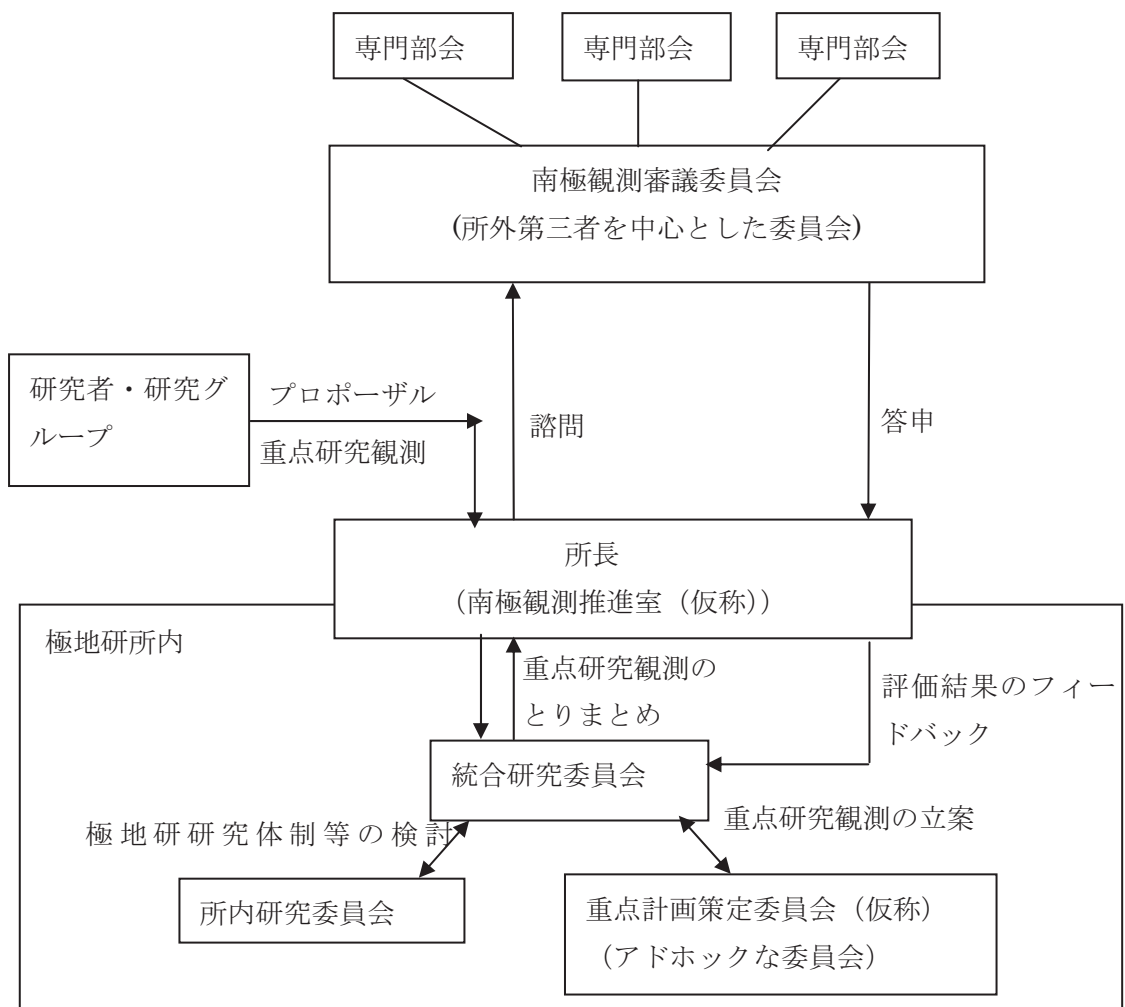 専門部会
専門部会
専門部会
南極観測審議委員会
(所外第三者を中心とした委員会)
研究者・研究グ
ループ
プロポーザル
重点研究観測
諮問
答申
所長
（南極観測推進室（仮称））
極地研所内
重点研究観測の
とりまとめ
評価結果のフィー
ドバック
統合研究委員会
極地研研究体制等の検討
重点研究観測の立案
所内研究委員会
重点計画策定委員会（仮称）
（アドホックな委員会）